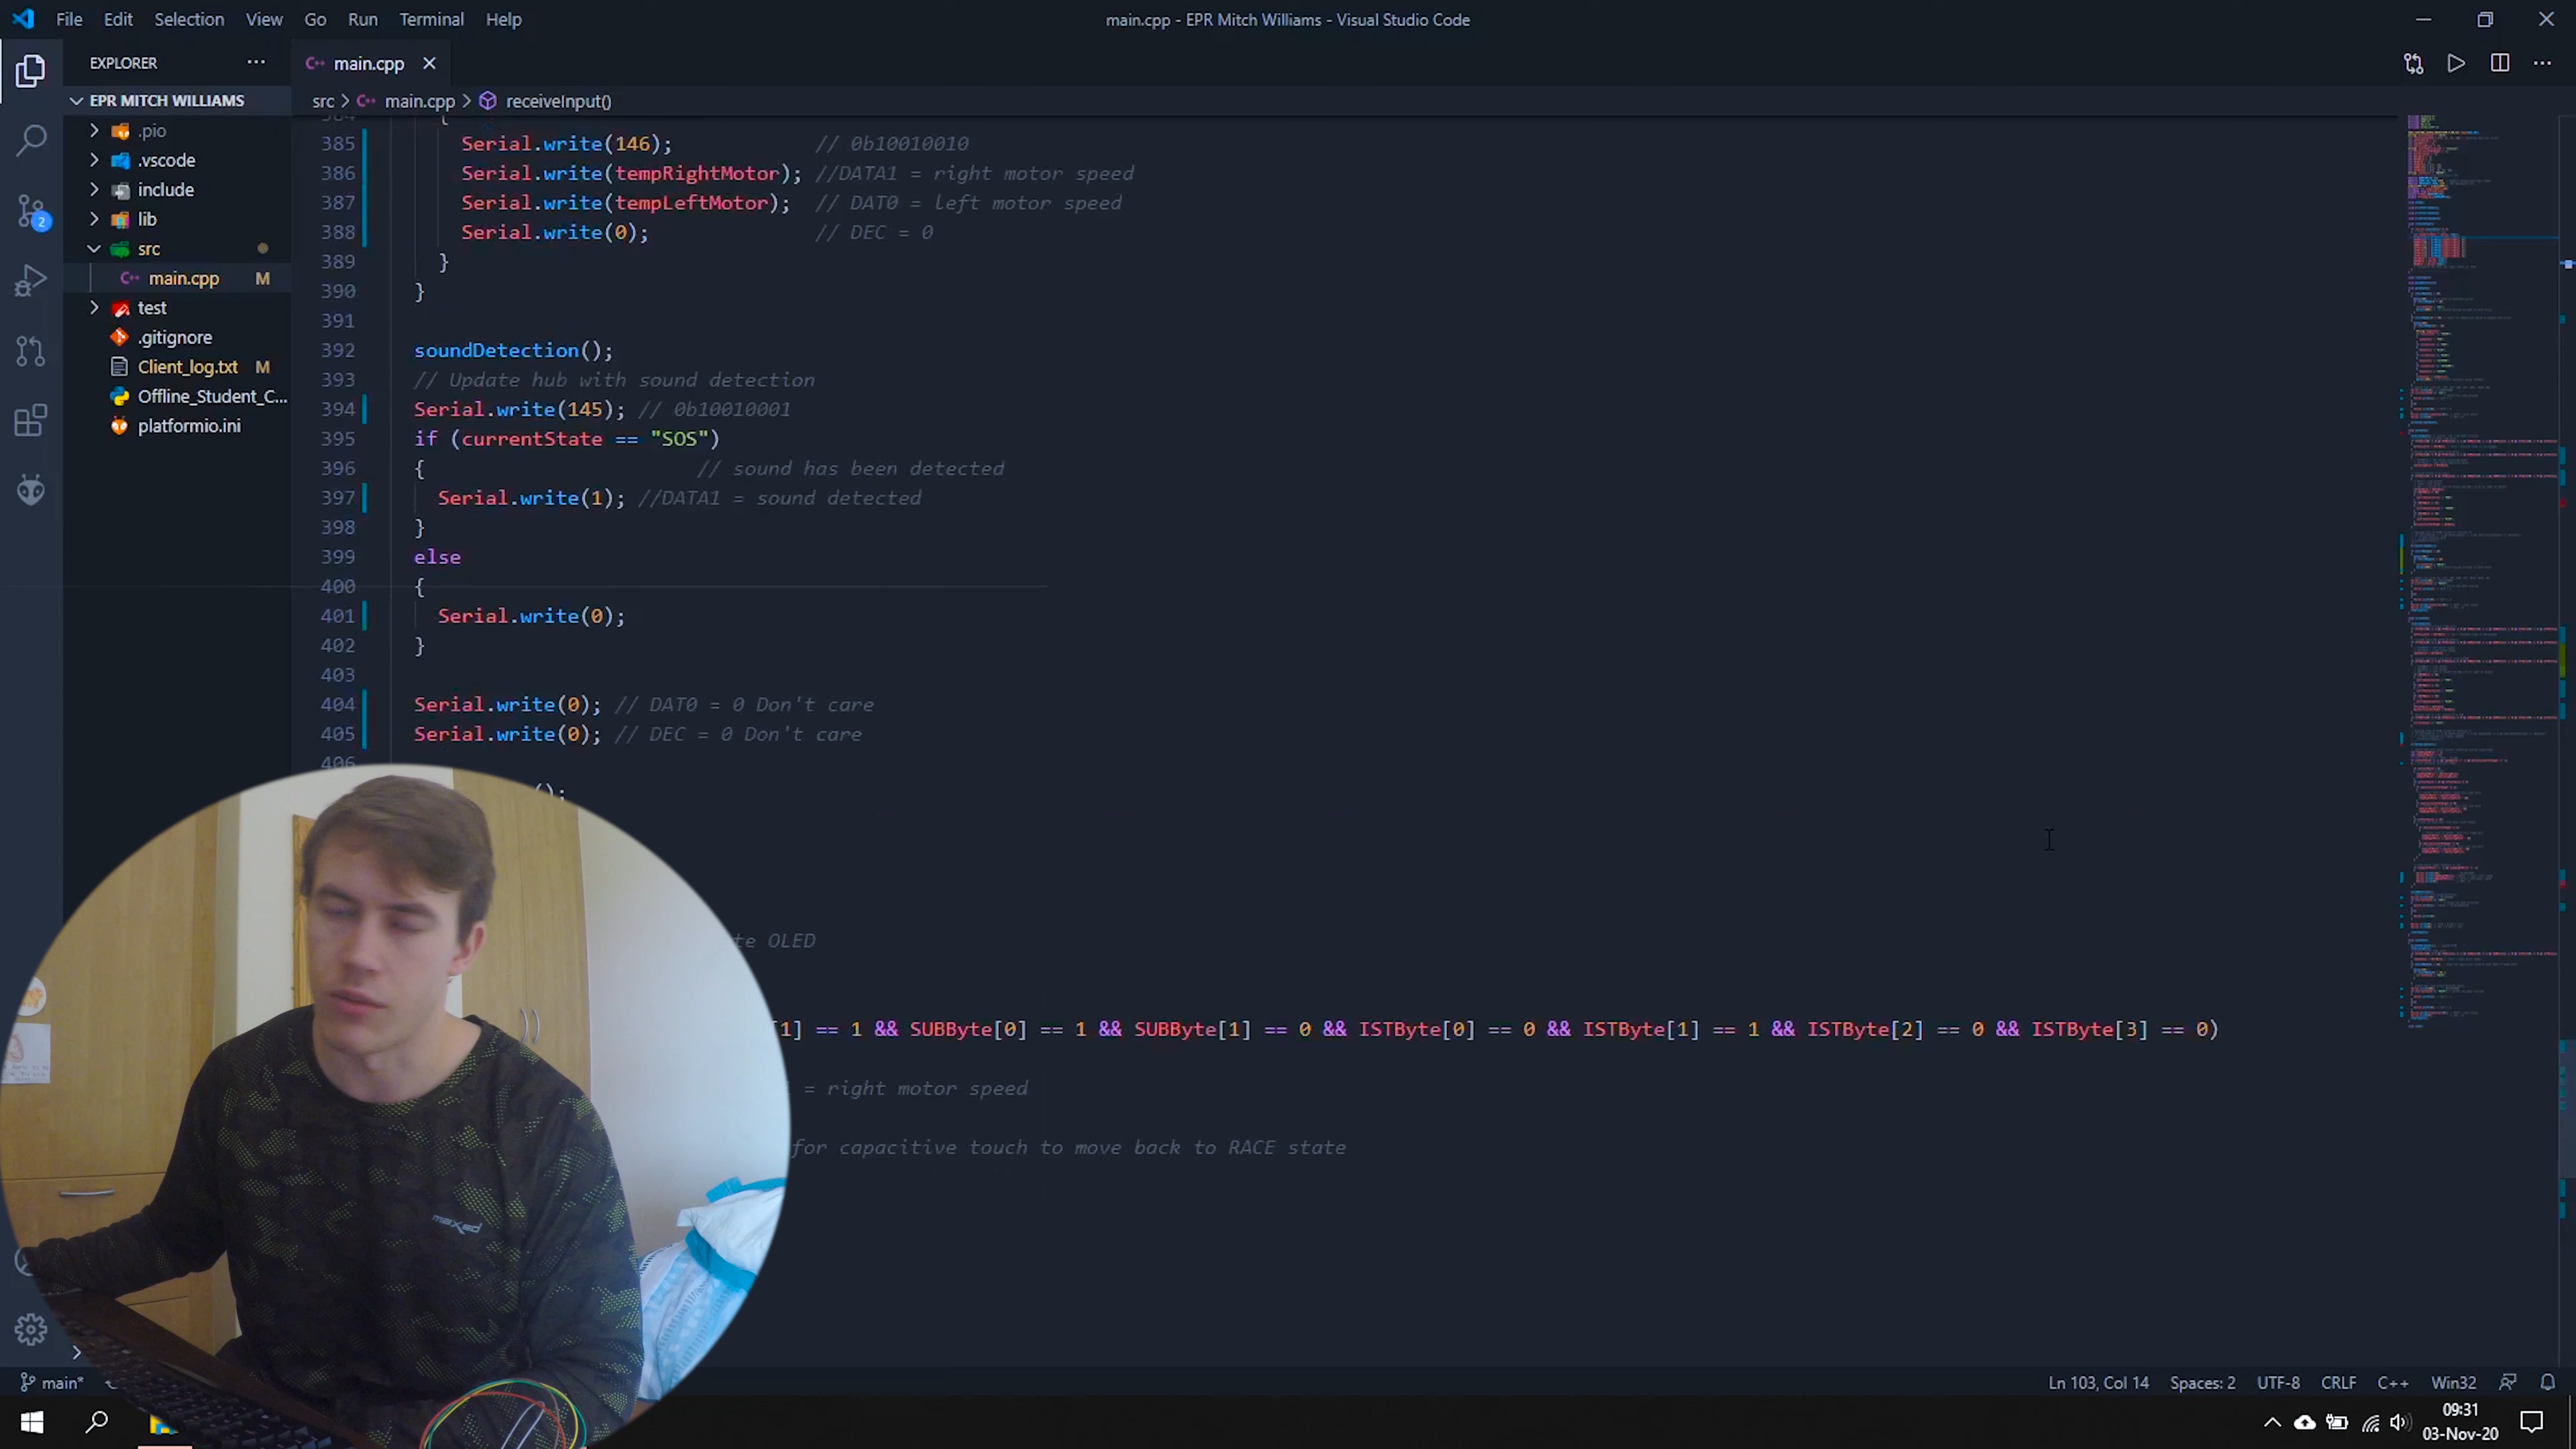 File Edit Selection View Go Run Terminal Help
main.cpp - EPR Mitch Williams - Visual Studio Code
EXPLORER
main.cpp
EPR MITCH WILLIAMS
src > main.cpp > receiveInput()
.pio
.vscode
include
lib
src
main.cpp M
test
.gitignore
Client_log.txt M
Offline_Student_C...
platformio.ini
2
384 {
385 Serial.write(146); // 0b10010010
386 Serial.write(tempRightMotor); //DATA1 = right motor speed
387 Serial.write(tempLeftMotor); // DAT0 = left motor speed
388 Serial.write(0); // DEC = 0
389 }
390 }
391
392 soundDetection();
393 // Update hub with sound detection
394 Serial.write(145); // 0b10010001
395 if (currentState == "SOS")
396 { // sound has been detected
397 Serial.write(1); //DATA1 = sound detected
398 }
399 else
400 {
401 Serial.write(0);
402 }
403
404 Serial.write(0); // DAT0 = 0 Don't care
405 Serial.write(0); // DEC = 0 Don't care
406
();
te OLED
[1] == 1 && SUBByte[0] == 1 && SUBByte[1] == 0 && ISTByte[0] == 0 && ISTByte[1] == 1 && ISTByte[2] == 0 && ISTByte[3] == 0)
= right motor speed
for capacitive touch to move back to RACE state
maxed
main*
Ln 103, Col 14 Spaces: 2 UTF-8 CRLF C++ Win32
09:31
03-Nov-20